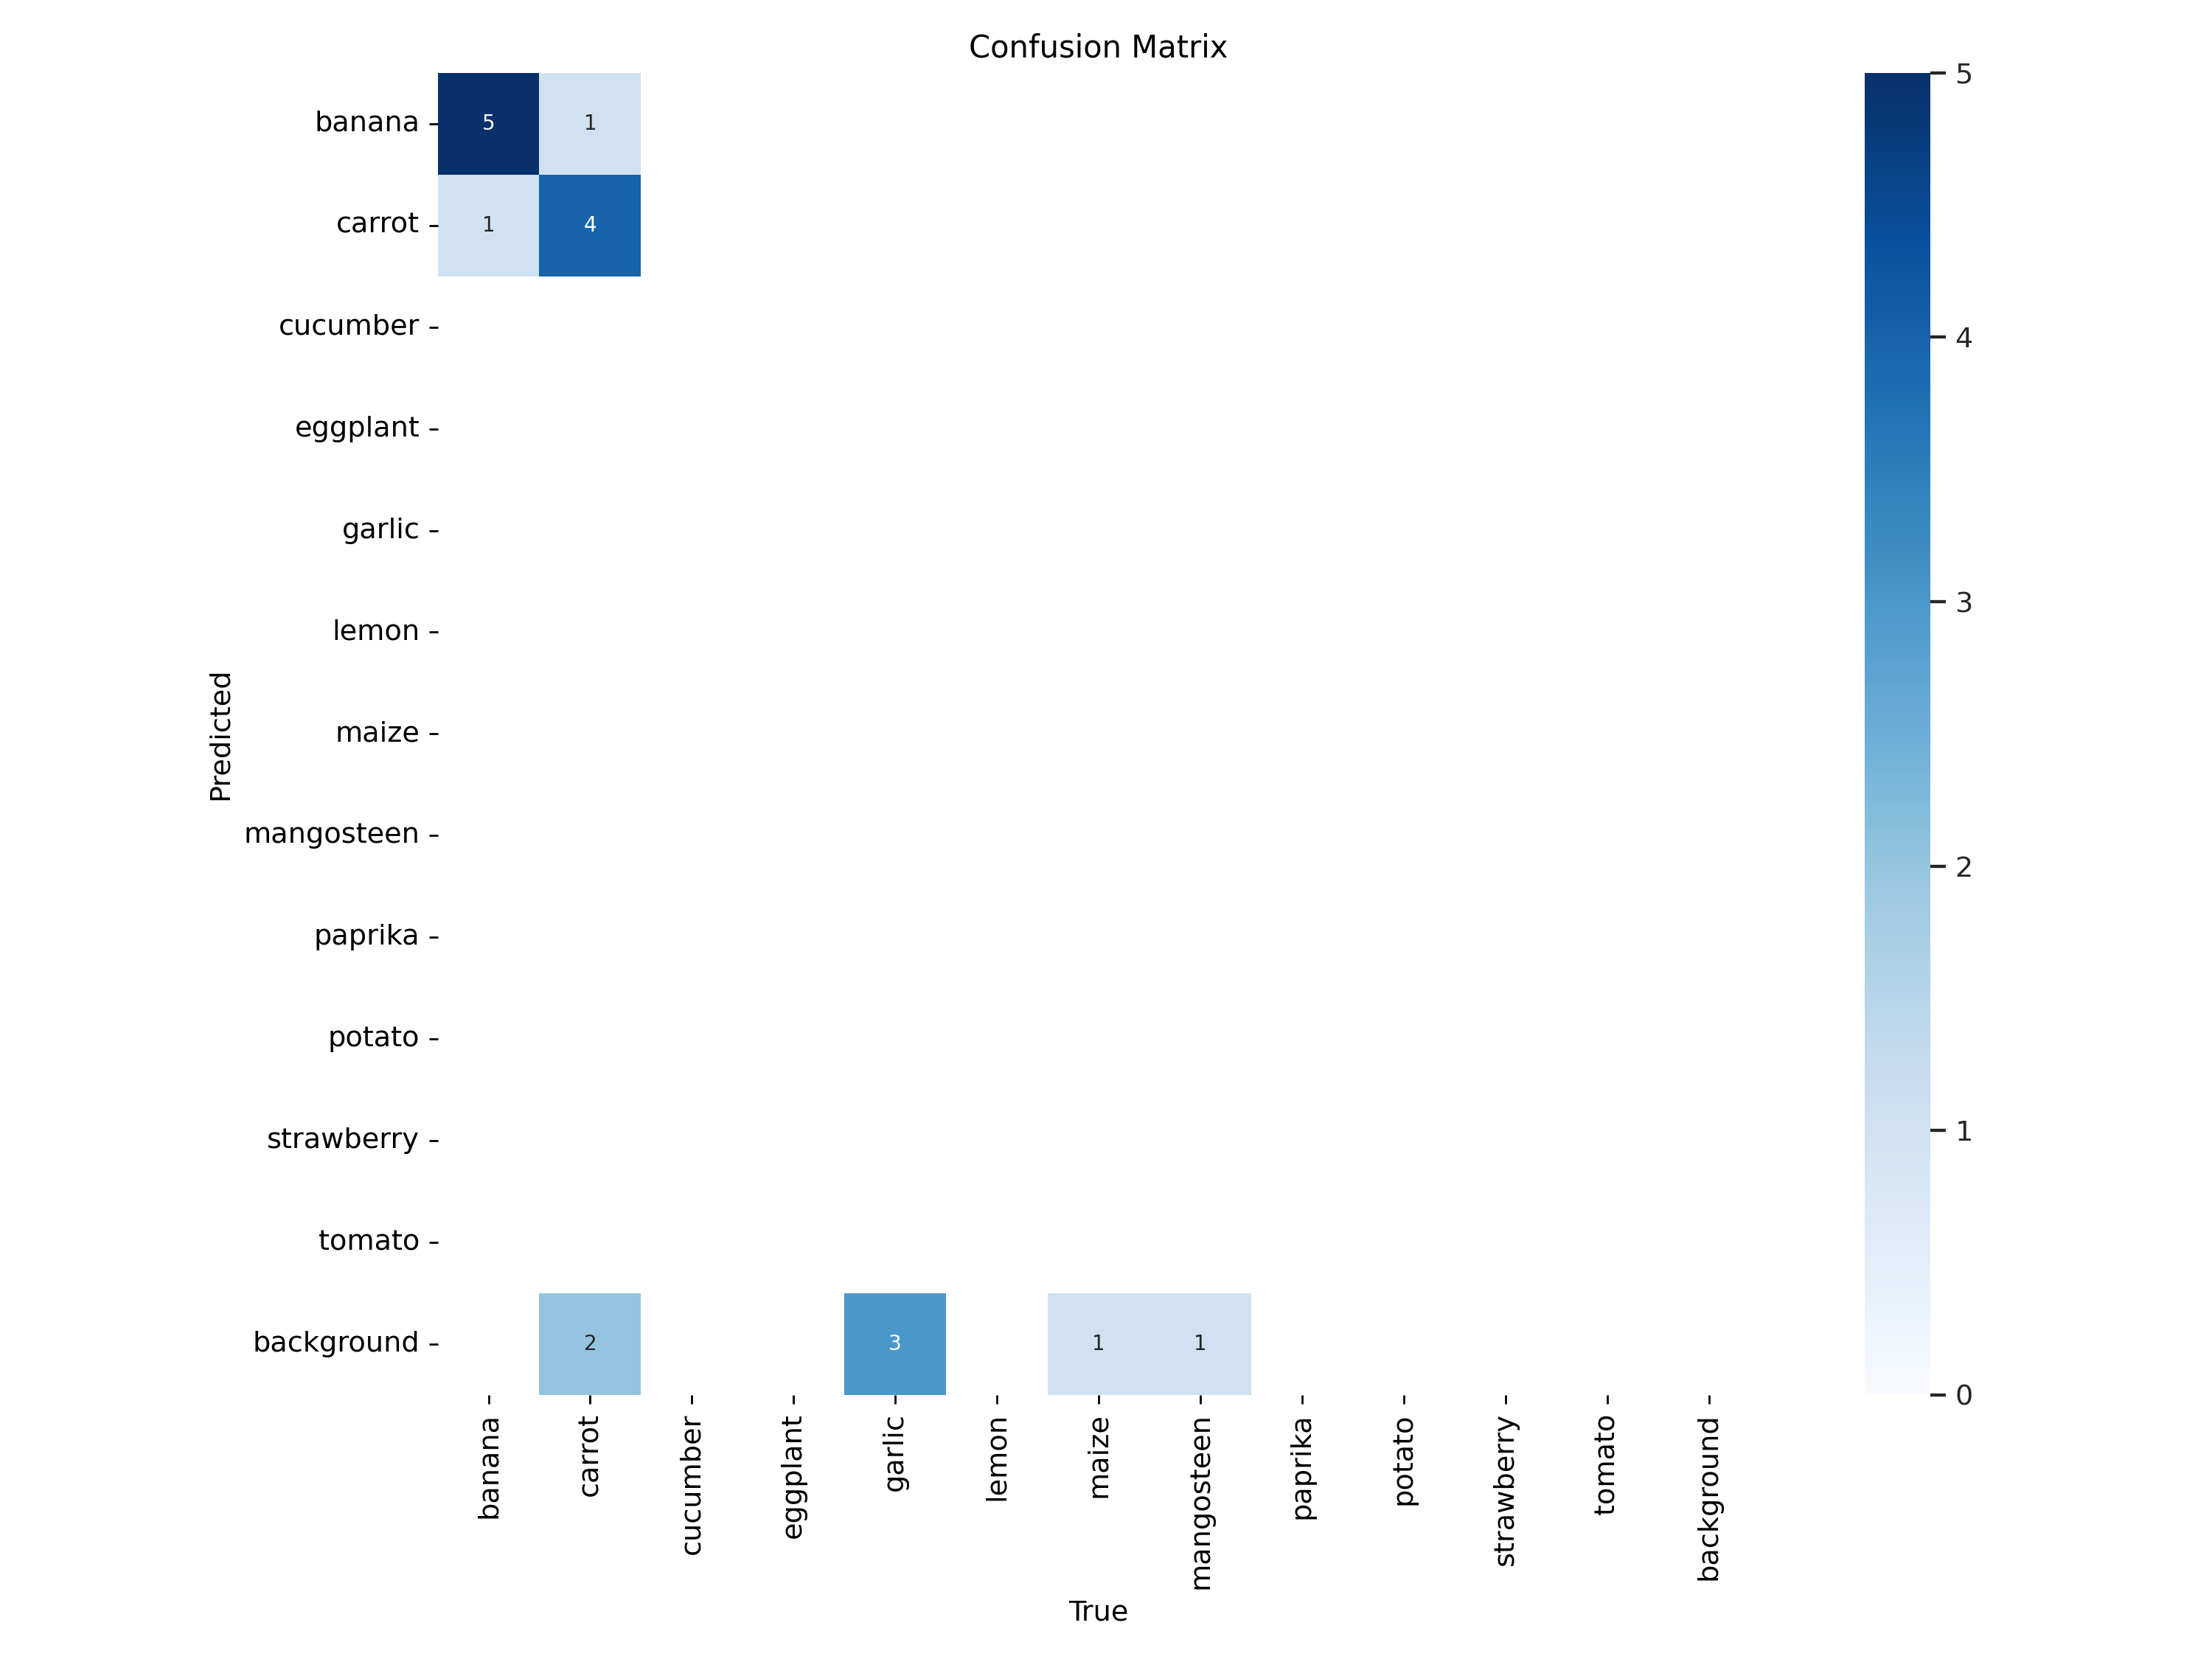 Confusion Matrix
banana 5 1
carrot 1 4
cucumber
eggplant
garlic
lemon
maize
mangosteen
paprika
potato
strawberry
tomato
background 2 3 1 1
Predicted
banana
carrot
cucumber
eggplant
garlic
lemon
maize
mangosteen
paprika
potato
strawberry
tomato
background
True
5
4
3
2
1
0